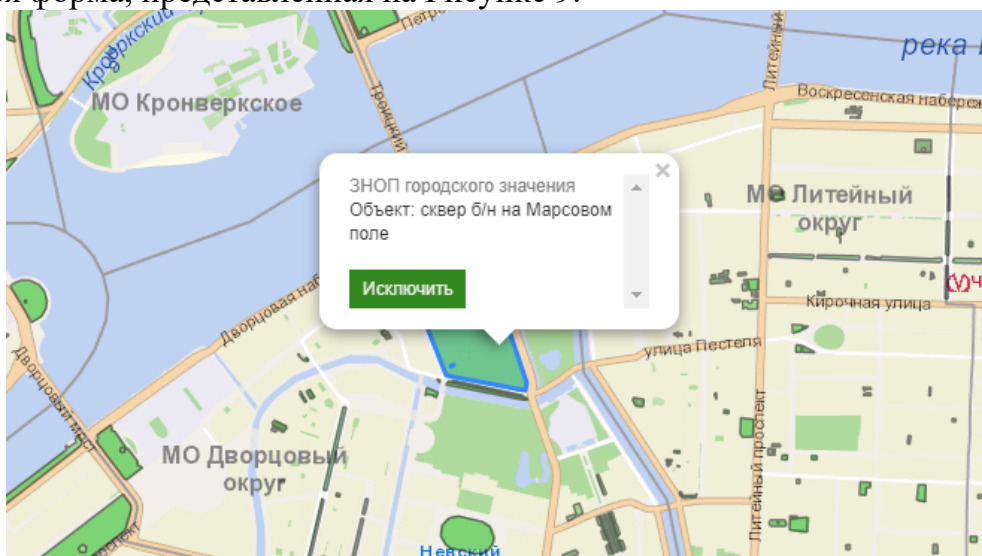 я форма, представленная на Рисунке 9.
Петро
Кронверкский
река
Литейный
Воскресенская набереж
МО Кронверкское
Троицкий
ЗНОП городского значения
Объект: сквер б/н на Марсовом
поле
Исключить
МО Литейный
округ
Кирочная улица
Дворцовая наб
улица Пестеля
Дворцовый мост
Литейный проспект
МО Дворцовый
округ
Невский